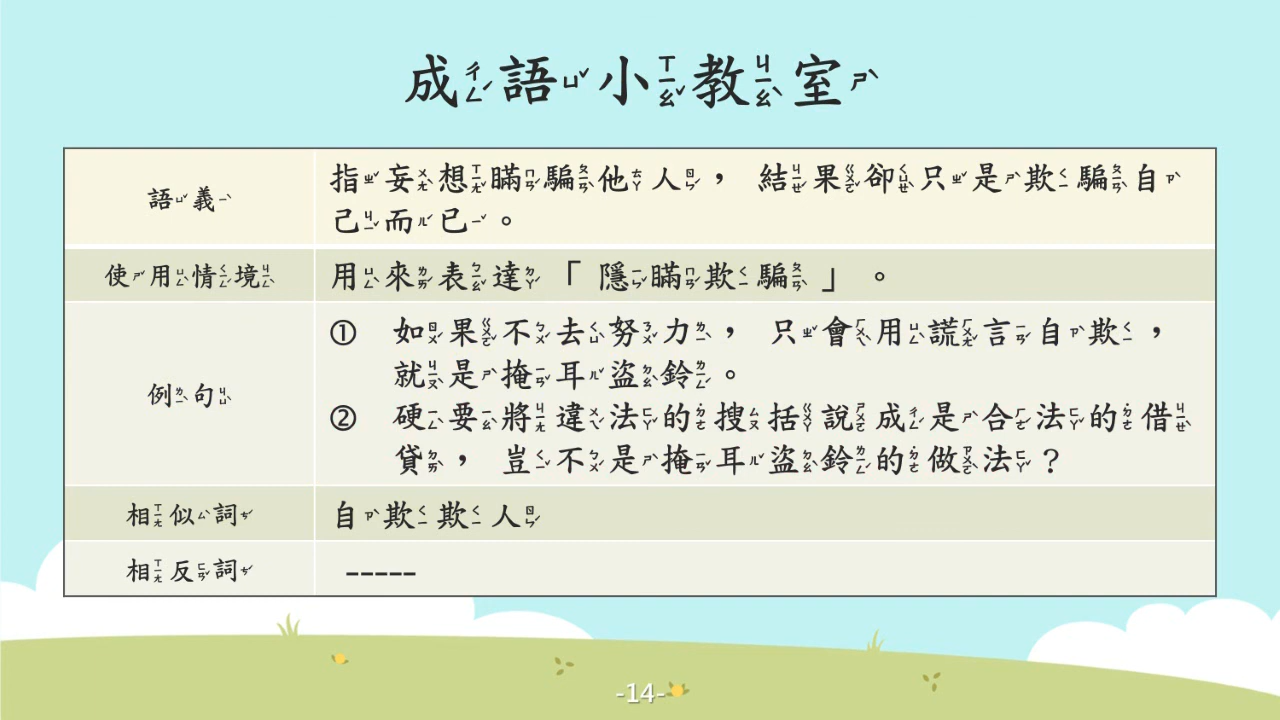 成語小教室
語義
指妄想瞞騙他人，結果卻只是欺騙自
己而已。
使用情境
用來表達「隱瞞欺騙」。
例句
① 如果不去努力，只會用謊言自欺，
就是掩耳盜鈴。
② 硬要將違法的搜括說成是合法的借
貸，豈不是掩耳盜鈴的做法？
相似詞
自欺欺人
相反詞
-----
-14-